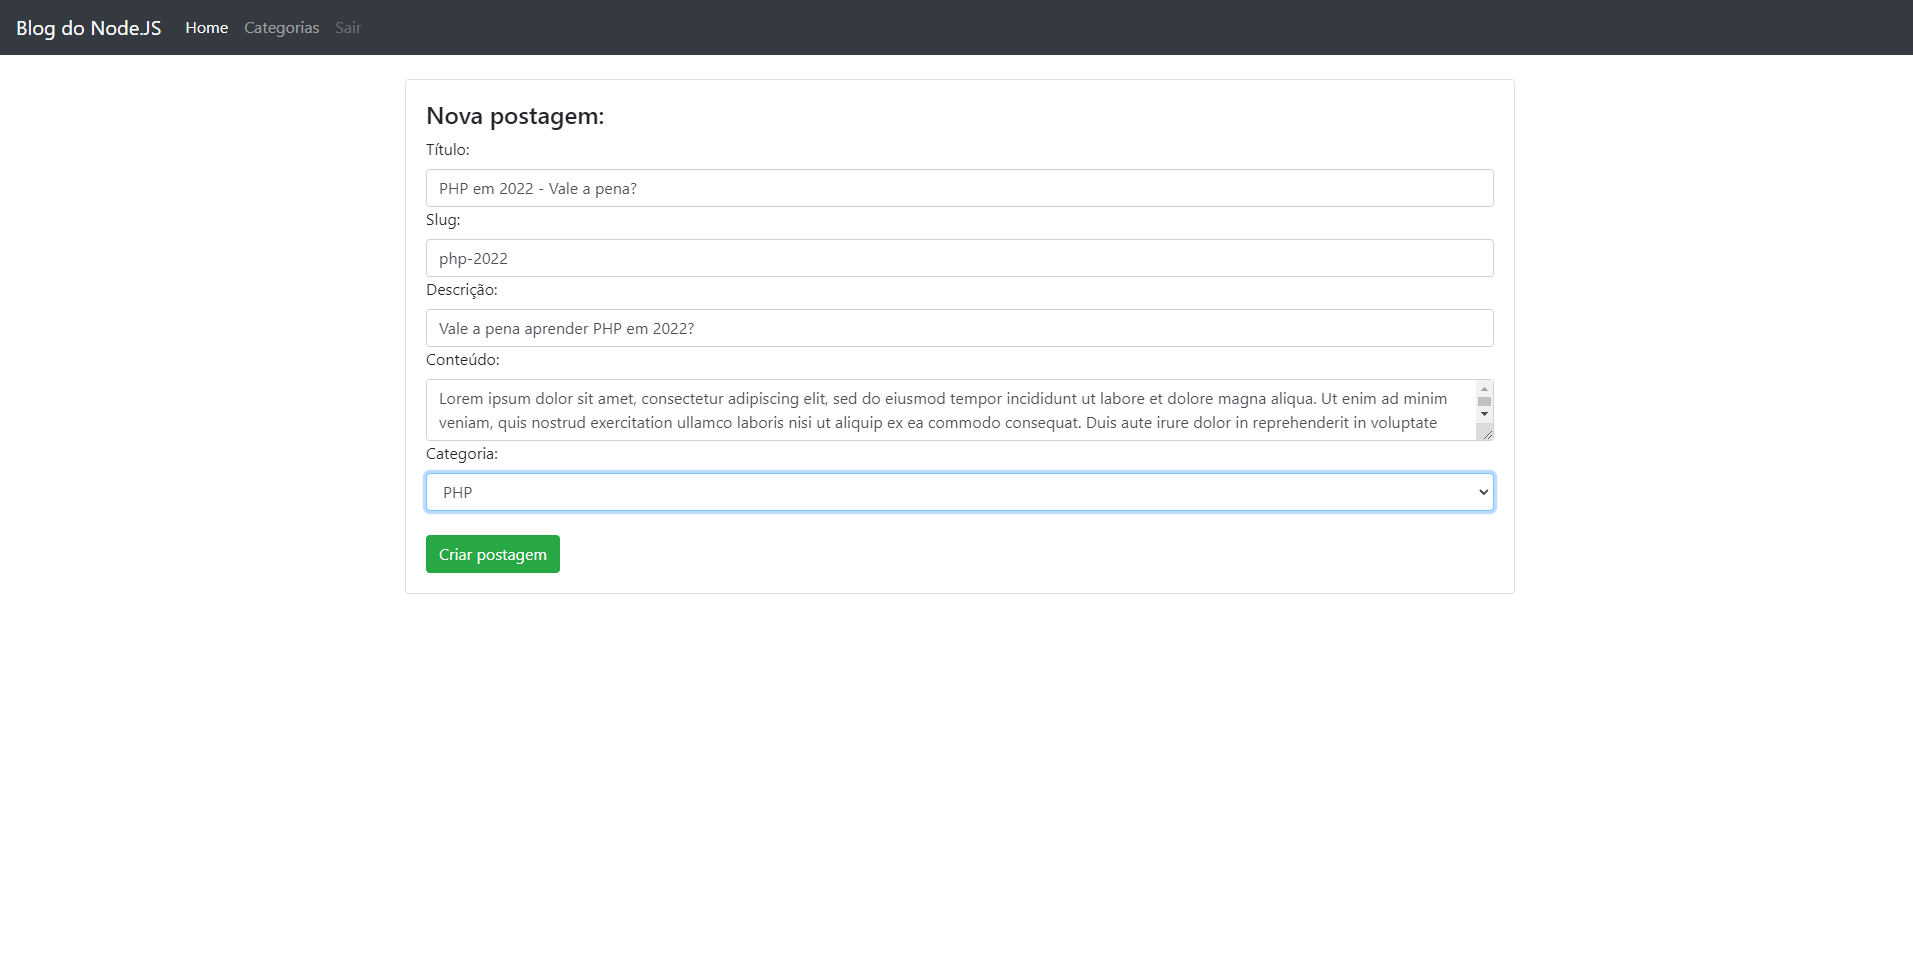 Blog do Node.JS Home Categorias Sair
Nova postagem:
Título:
PHP em 2022 - Vale a pena?
Slug:
php-2022
Descrição:
Vale a pena aprender PHP em 2022?
Conteúdo:
Lorem ipsum dolor sit amet, consectetur adipiscing elit, sed do eiusmod tempor incididunt ut labore et dolore magna aliqua. Ut enim ad minim
veniam, quis nostrud exercitation ullamco laboris nisi ut aliquip ex ea commodo consequat. Duis aute irure dolor in reprehenderit in voluptate
Categoria:
PHP
Criar postagem